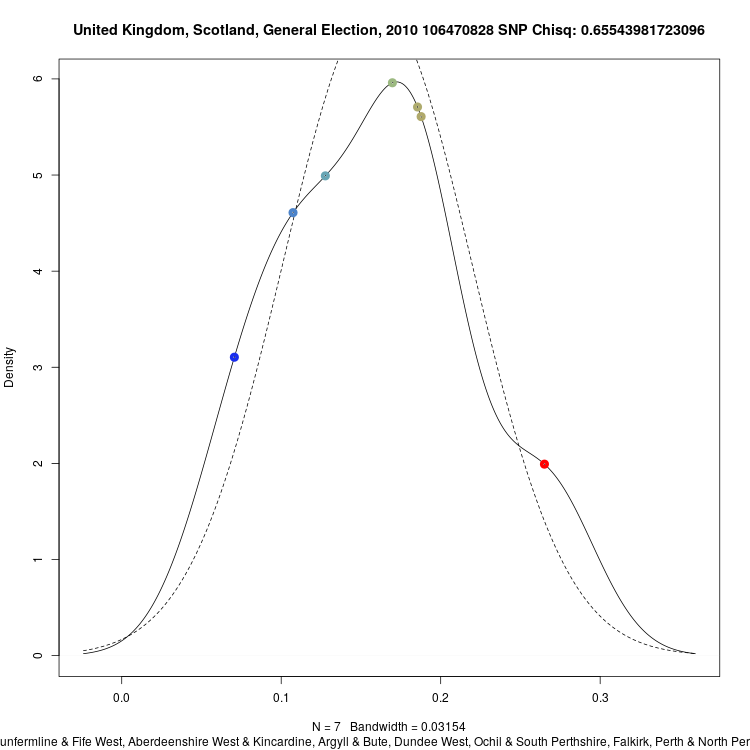 United Kingdom, Scotland, General Election, 2010 106470828 SNP Chisq: 0.65543981723096
6
5
4
3
2
1
0
Density
0.0 0.1 0.2 0.3
N = 7 Bandwidth = 0.03154
unfermline & Fife West, Aberdeenshire West & Kincardine, Argyll & Bute, Dundee West, Ochil & South Perthshire, Falkirk, Perth & North Per